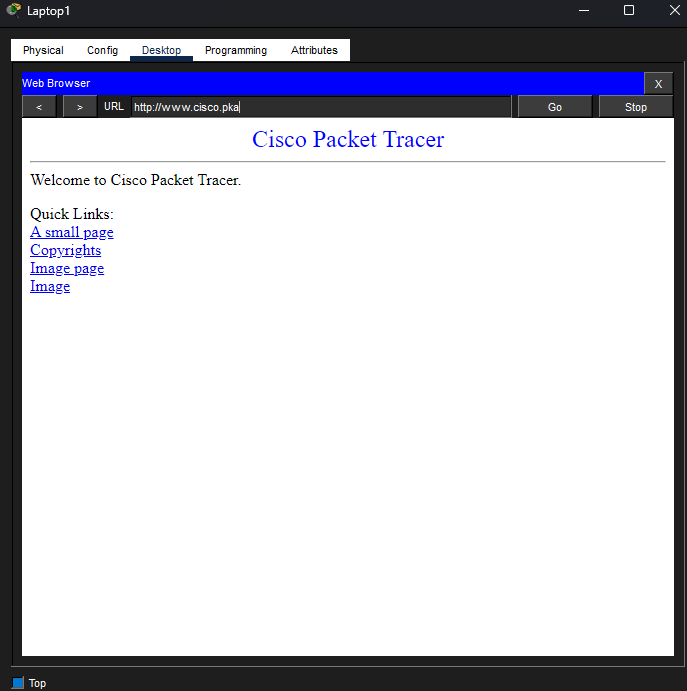 Laptop1
Physical Config Desktop Programming Attributes
Web Browser X
< > URL http://www.cisco.pka Go Stop
Cisco Packet Tracer
Welcome to Cisco Packet Tracer.
Quick Links:
A small page
Copyrights
Image page
Image
Top